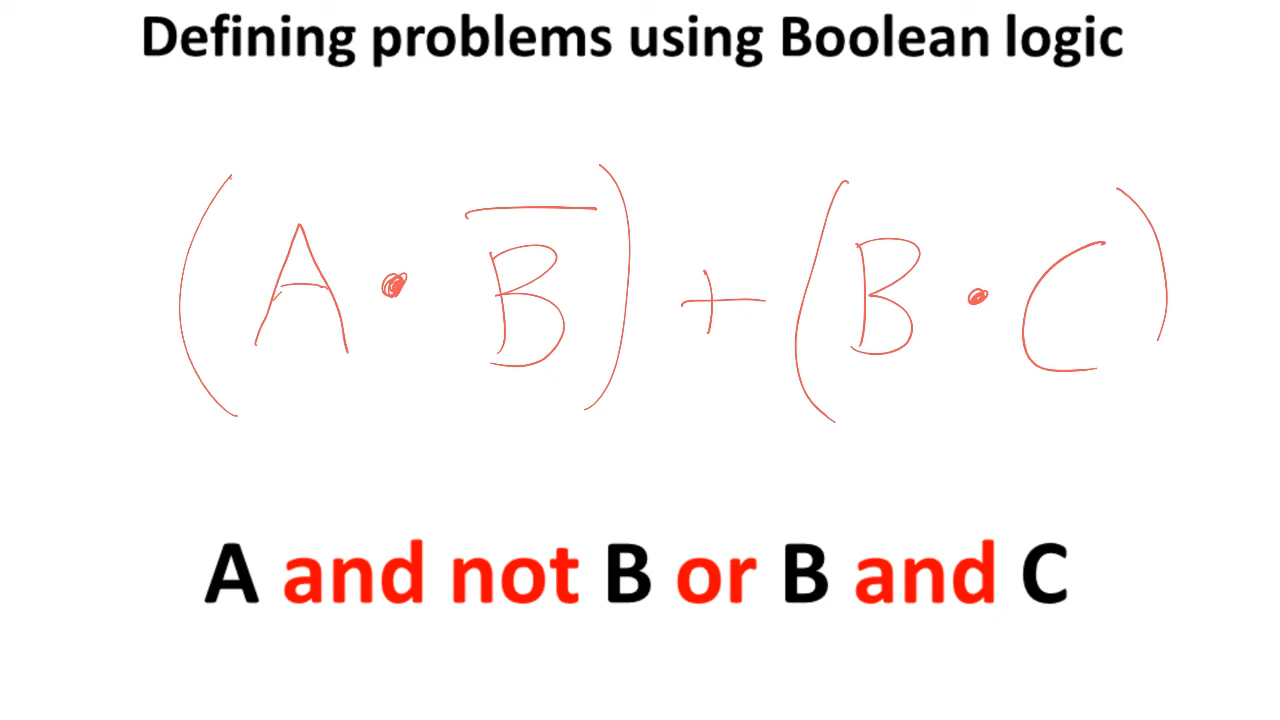 Defining problems using Boolean logic
(A • B̅) + (B • C)
A and not B or B and C